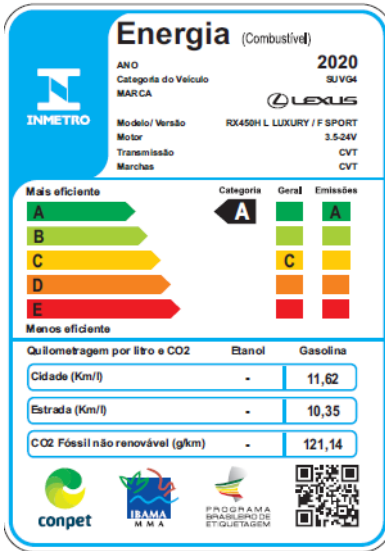 Energia (Combustível)
ANO 2020
Categoria do Veículo SUVG4
MARCA LEXUS
INMETRO
Modelo/ Versão RX450H L LUXURY / F SPORT
Motor 3.5-24V
Transmissão CVT
Marchas CVT
Mais eficiente Categoria Geral Emissões
A A A
B
C C
D
E
Menos eficiente
Quilometragem por litro e CO2 Etanol Gasolina
Cidade (Km/l) - 11,62
Estrada (Km/l) - 10,35
CO2 Fóssil não renovável (g/km) - 121,14
conpet
IBAMA
M M A
PROGRAMA
BRASILEIRO DE
ETIQUETAGEM